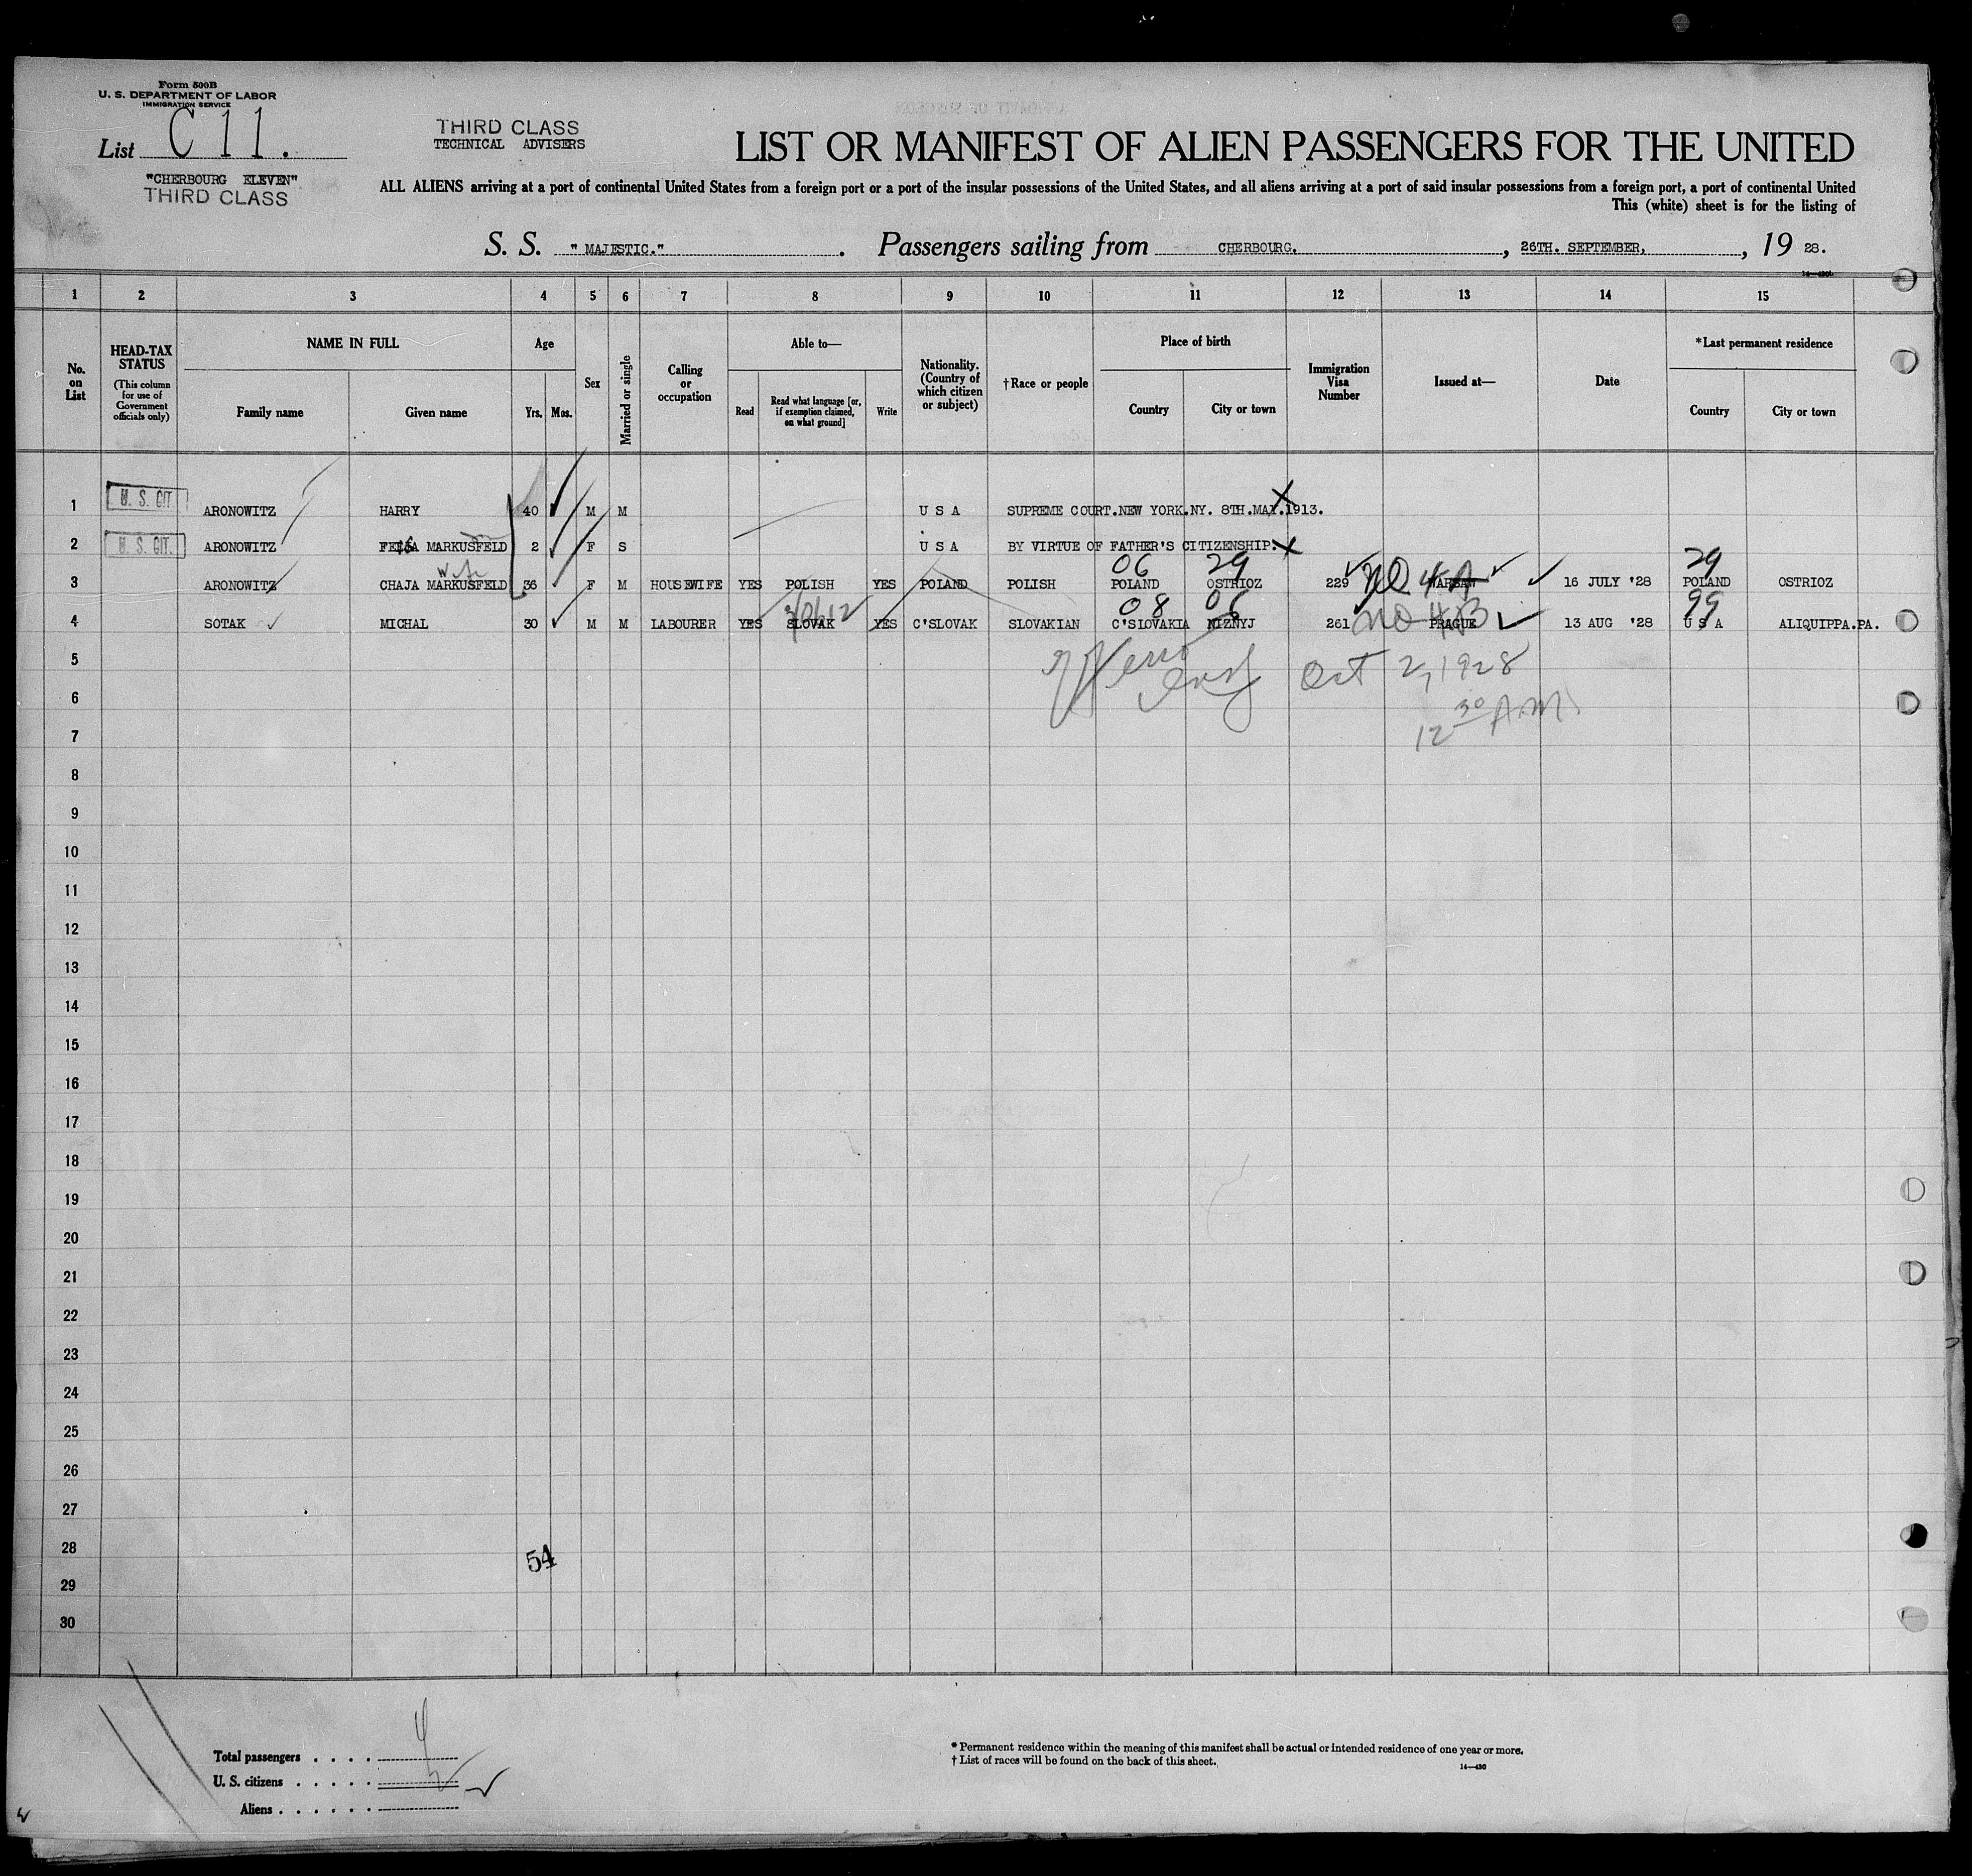 Form 500B
U. S. DEPARTMENT OF LABOR
IMMIGRATION SERVICE
List C 11.
"CHERBOURG ELEVEN"
THIRD CLASS
THIRD CLASS
TECHNICAL ADVISERS
LIST OR MANIFEST OF ALIEN PASSENGERS FOR THE UNITED
ALL ALIENS arriving at a port of continental United States from a foreign port or a port of the insular possessions of the United States, and all aliens arriving at a port of said insular possessions from a foreign port, a port of continental United
This (white) sheet is for the listing of
S. S. "MAJESTIC." Passengers sailing from CHERBOURG., 26TH. SEPTEMBER, 1928.
1 2 3 4 5 6 7 8 9 10 11 12 13 14 15
No. on List
HEAD-TAX STATUS
(This column for use of Government officials only)
NAME IN FULL
Family name Given name
Age
Yrs. Mos.
Sex
Married or single
Calling or occupation
Able to—
Read Read what language [or, if exemption claimed, on what ground] Write
Nationality. (Country of which citizen or subject)
†Race or people
Place of birth
Country City or town
Immigration Visa Number
Issued at—
Date
*Last permanent residence
Country City or town
1 U. S. CIT. ARONOWITZ HARRY 40 M M U S A SUPREME COURT.NEW YORK.NY. 8TH.MAY.1913.
2 U. S. CIT. ARONOWITZ MARKUSFELD 2 F S U S A BY VIRTUE OF FATHER'S CITIZENSHIP.
wife
06 29 29
3 ARONOWITZ CHAJA MARKUSFELD 36 F M HOUSEWIFE YES POLISH YES POLAND POLISH POLAND OSTRIOZ 229 NQ 4A WARSAW 16 JULY '28 POLAND OSTRIOZ
08 99
4 SOTAK MICHAL 30 M M LABOURER YES SLOVAK YES C'SLOVAK SLOVAKIAN C'SLOVAKIA NIZNYJ 261 PRAGUE 13 AUG '28 U S A ALIQUIPPA.PA.
5
Oct 2, 1928
6
12 30 A.M.
7
8
9
10
11
12
13
14
15
16
17
18
19
20
21
22
23
24
25
26
27
28
54
29
30
Total passengers . . . . 4
U. S. citizens . . . . .
Aliens . . . . . .
* Permanent residence within the meaning of this manifest shall be actual or intended residence of one year or more.
† List of races will be found on the back of this sheet.
14—430